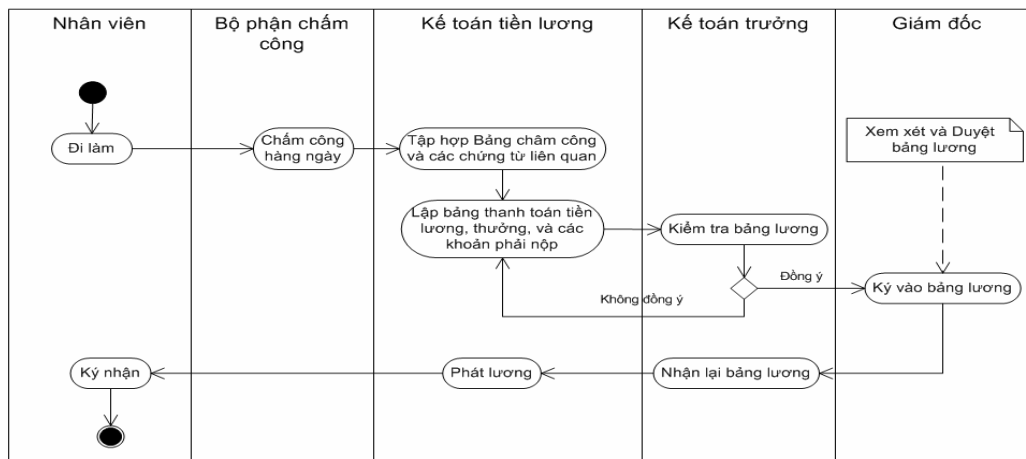 Nhân viên
Bộ phận chấm
công
Kế toán tiền lương
Kế toán trưởng
Giám đốc
Đi làm
Chấm công
hàng ngày
Tập hợp Bảng châm công
và các chứng từ liên quan
Xem xét và Duyệt
bảng lương
Lập bảng thanh toán tiền
lương, thưởng, và các
khoản phải nộp
Kiểm tra bảng lương
Đồng ý
Không đồng ý
Ký vào bảng lương
Ký nhận
Phát lương
Nhận lại bảng lương